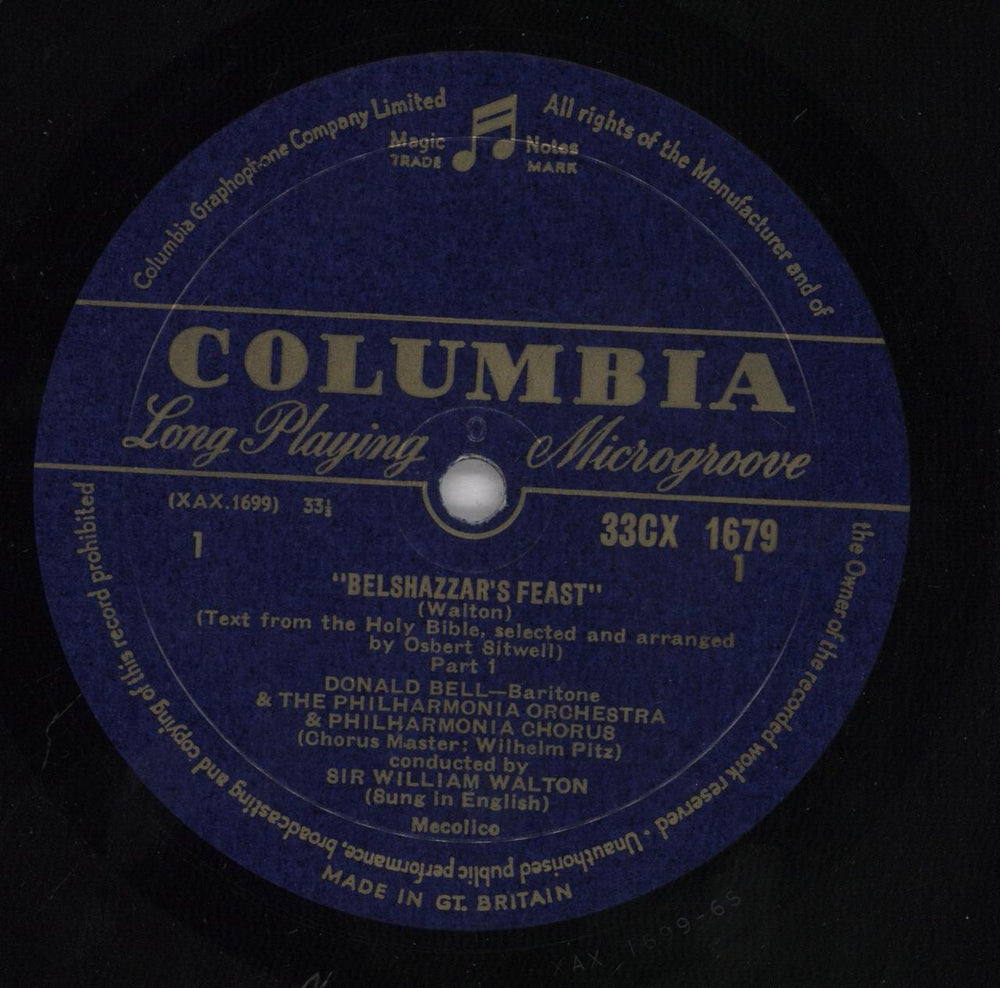 Columbia Graphophone Company Limited
Magic Notes
TRADE MARK
All rights of the Manufacturer and of
the Owner of the recorded work reserved · Unauthorised public performance, broadcasting and copying of this record prohibited
COLUMBIA
Long Playing Microgroove
(XAX.1699) 33⅓
33CX 1679
1
1
"BELSHAZZAR'S FEAST"
(Walton)
(Text from the Holy Bible, selected and arranged
by Osbert Sitwell)
Part 1
DONALD BELL—Baritone
& THE PHILHARMONIA ORCHESTRA
& PHILHARMONIA CHORUS
(Chorus Master: Wilhelm Pitz)
conducted by
SIR WILLIAM WALTON
(Sung in English)
Mecolico
MADE IN GT. BRITAIN
XAX 1699-6S